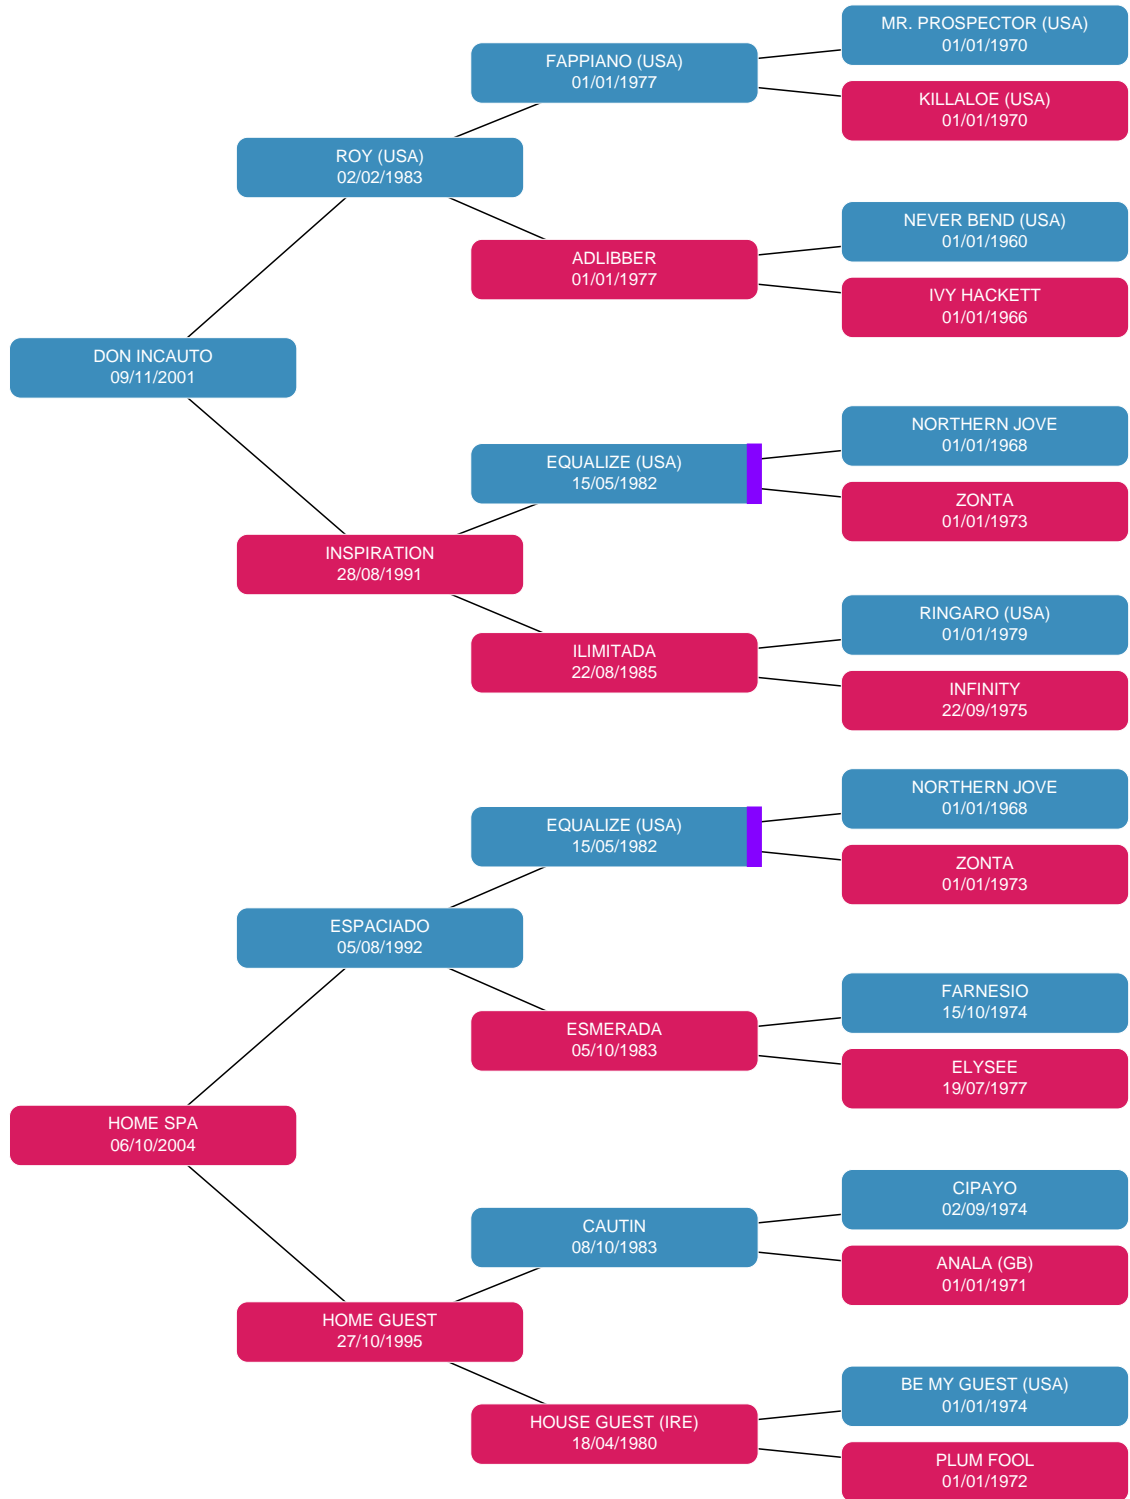 MR. PROSPECTOR (USA)
01/01/1970
FAPPIANO (USA)
01/01/1977
KILLALOE (USA)
01/01/1970
ROY (USA)
02/02/1983
NEVER BEND (USA)
01/01/1960
ADLIBBER
01/01/1977
IVY HACKETT
01/01/1966
DON INCAUTO
09/11/2001
NORTHERN JOVE
01/01/1968
EQUALIZE (USA)
15/05/1982
ZONTA
01/01/1973
INSPIRATION
28/08/1991
RINGARO (USA)
01/01/1979
ILIMITADA
22/08/1985
INFINITY
22/09/1975
NORTHERN JOVE
01/01/1968
EQUALIZE (USA)
15/05/1982
ZONTA
01/01/1973
ESPACIADO
05/08/1992
FARNESIO
15/10/1974
ESMERADA
05/10/1983
ELYSEE
19/07/1977
HOME SPA
06/10/2004
CIPAYO
02/09/1974
CAUTIN
08/10/1983
ANALA (GB)
01/01/1971
HOME GUEST
27/10/1995
BE MY GUEST (USA)
01/01/1974
HOUSE GUEST (IRE)
18/04/1980
PLUM FOOL
01/01/1972